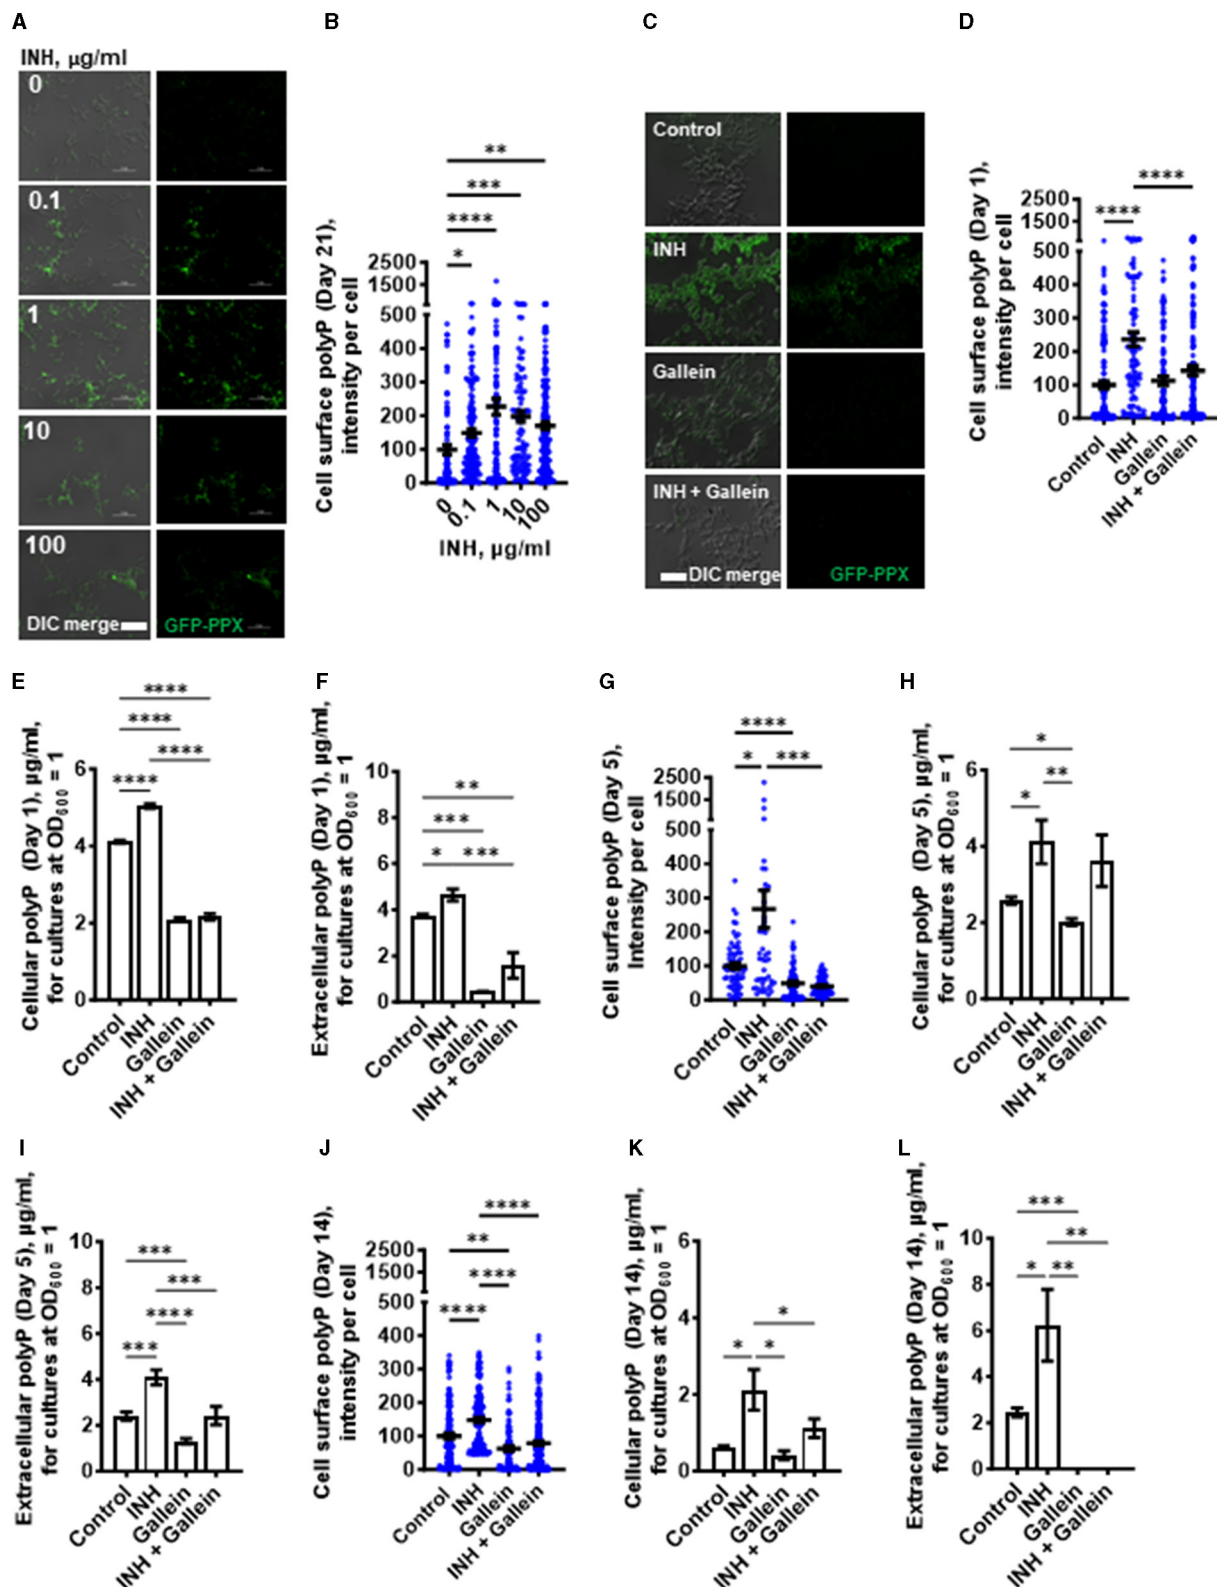 A
B
C
D
INH, µg/ml
0
0.1
1
10
100
DIC merge
GFP-PPX
Cell surface polyP (Day 21),
intensity per cell
2500
1500
500
400
300
200
100
0
**
***
****
*
0
0.1
1
10
100
INH, µg/ml
Control
INH
Gallein
INH + Gallein
DIC merge
GFP-PPX
Cell surface polyP (Day 1),
intensity per cell
2500
1500
500
400
300
200
100
0
****
****
Control
INH
Gallein
INH + Gallein
E
F
G
H
Cellular polyP (Day 1), µg/ml,
for cultures at OD600 = 1
6
4
2
0
****
****
****
****
Control
INH
Gallein
INH + Gallein
Extracellular polyP (Day 1), µg/ml,
for cultures at OD600 = 1
10
8
6
4
2
0
**
***
*
***
Control
INH
Gallein
INH + Gallein
Cell surface polyP (Day 5),
Intensity per cell
2500
1500
500
400
300
200
100
0
****
*
***
Control
INH
Gallein
INH + Gallein
Cellular polyP (Day 5), µg/ml,
for cultures at OD600 = 1
6
4
2
0
*
**
*
Control
INH
Gallein
INH + Gallein
I
J
K
L
Extracellular polyP (Day 5), µg/ml,
for cultures at OD600 = 1
10
8
6
4
2
0
***
***
****
***
Control
INH
Gallein
INH + Gallein
Cell surface polyP (Day 14),
intensity per cell
2500
1500
500
400
300
200
100
0
****
**
****
****
Control
INH
Gallein
INH + Gallein
Cellular polyP (Day 14), µg/ml,
for cultures at OD600 = 1
6
4
2
0
*
*
*
Control
INH
Gallein
INH + Gallein
Extracellular polyP (Day 14), µg/ml,
for cultures at OD600 = 1
10
8
6
4
2
0
***
**
*
**
Control
INH
Gallein
INH + Gallein